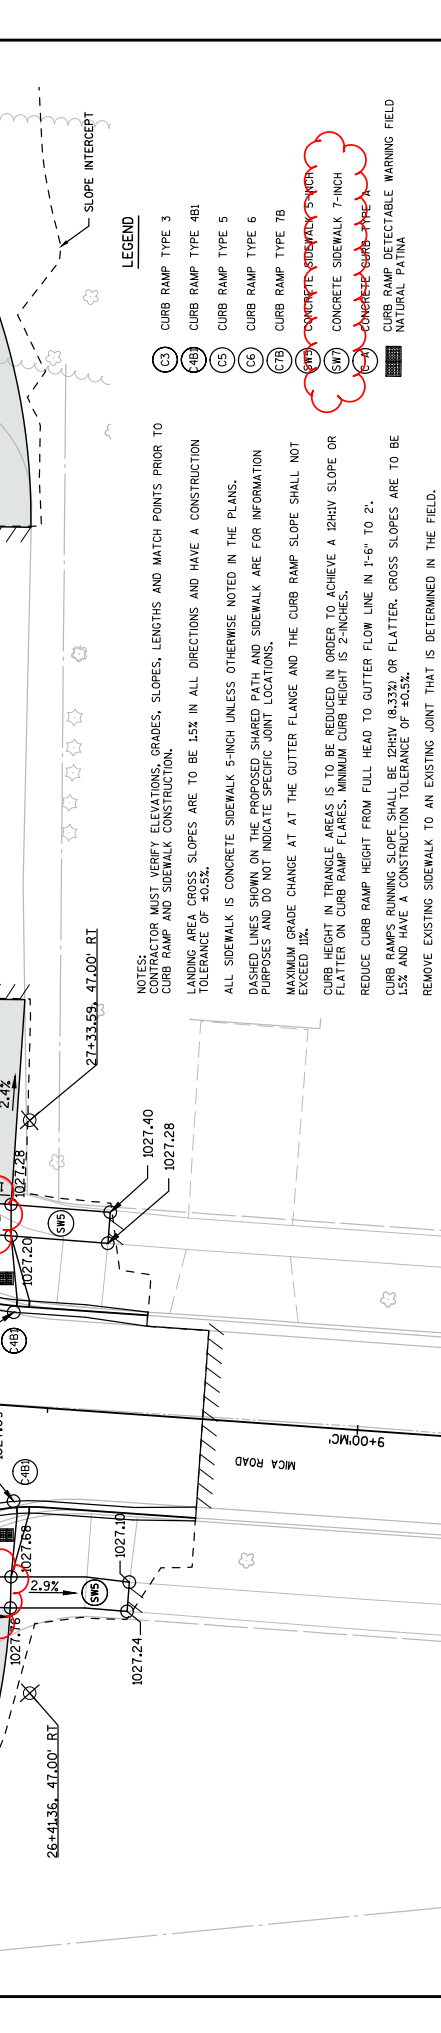 SLOPE INTERCEPT
LEGEND
C3 CURB RAMP TYPE 3
C4B1 CURB RAMP TYPE 4B1
C5 CURB RAMP TYPE 5
C6 CURB RAMP TYPE 6
C7B CURB RAMP TYPE 7B
SW5 CONCRETE SIDEWALK 5-INCH
SW7 CONCRETE SIDEWALK 7-INCH
C-A CONCRETE CURB TYPE A
CURB RAMP DETECTABLE WARNING FIELD
NATURAL PATINA
NOTES:
CONTRACTOR MUST VERIFY ELEVATIONS, GRADES, SLOPES, LENGTHS AND MATCH POINTS PRIOR TO
CURB RAMP AND SIDEWALK CONSTRUCTION.
LANDING AREA CROSS SLOPES ARE TO BE 1.5% IN ALL DIRECTIONS AND HAVE A CONSTRUCTION
TOLERANCE OF ±0.5%.
ALL SIDEWALK IS CONCRETE SIDEWALK 5-INCH UNLESS OTHERWISE NOTED IN THE PLANS.
DASHED LINES SHOWN ON THE PROPOSED SHARED PATH AND SIDEWALK ARE FOR INFORMATION
PURPOSES AND DO NOT INDICATE SPECIFIC JOINT LOCATIONS.
MAXIMUM GRADE CHANGE AT AT THE GUTTER FLANGE AND THE CURB RAMP SLOPE SHALL NOT
EXCEED 11%.
CURB HEIGHT IN TRIANGLE AREAS IS TO BE REDUCED IN ORDER TO ACHIEVE A 12H:1V SLOPE OR
FLATTER ON CURB RAMP FLARES. MINIMUM CURB HEIGHT IS 2-INCHES.
REDUCE CURB RAMP HEIGHT FROM FULL HEAD TO GUTTER FLOW LINE IN 1'-6" TO 2'.
CURB RAMPS RUNNING SLOPE SHALL BE 12H:1V (8.33%) OR FLATTER. CROSS SLOPES ARE TO BE
1.5% AND HAVE A CONSTRUCTION TOLERANCE OF ±0.5%.
REMOVE EXISTING SIDEWALK TO AN EXISTING JOINT THAT IS DETERMINED IN THE FIELD.
27+33.59, 47.00' RT
2.4%
1027.28
1027.40
1027.28
SW5
1027.20
C4B1
MICA ROAD
9+00'MC'
C4B1
1027.68
1027.10
2.9%
SW5
1027.24
26+41.36, 47.00' RT